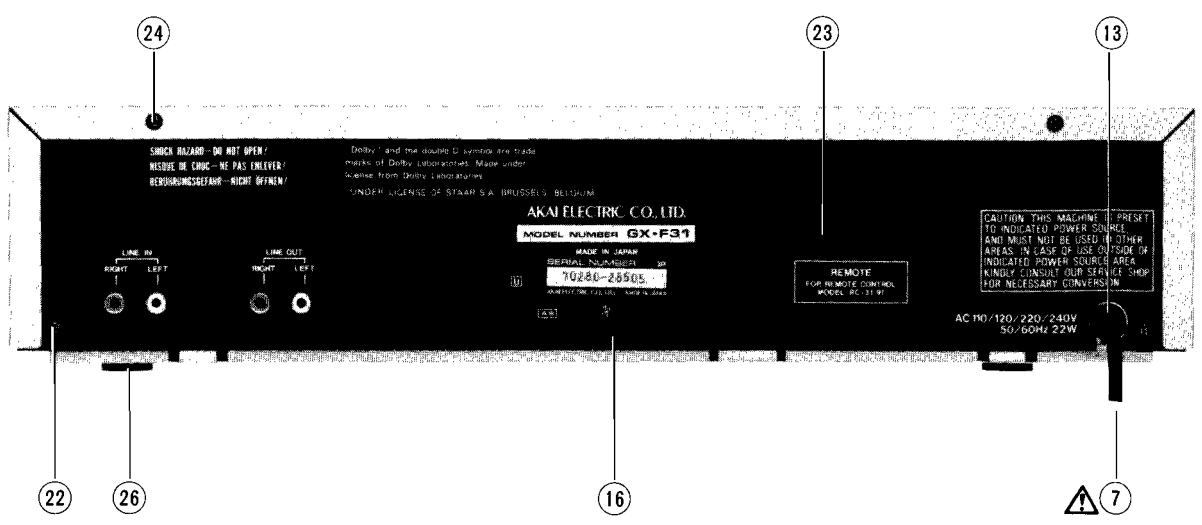 24
23
13
SHOCK HAZARD—DO NOT OPEN!
RISQUE DE CHOC—NE PAS ENLEVER!
BERÜHRUNGSGEFAHR—NICHT ÖFFNEN!
Dolby and the double D symbol are trade
marks of Dolby Laboratories. Made under
license from Dolby Laboratories
UNDER LICENSE OF STAAR S.A. BRUSSELS, BELGIUM
AKAI ELECTRIC CO., LTD.
MODEL NUMBER GX-F31
MADE IN JAPAN
SERIAL NUMBER
70280-28505
CAUTION THIS MACHINE IS PRESET
TO INDICATED POWER SOURCE,
AND MUST NOT BE USED IN OTHER
AREAS. IN CASE OF USE OUTSIDE OF
INDICATED POWER SOURCE AREA
KINDLY CONSULT OUR SERVICE SHOP
FOR NECESSARY CONVERSION
LINE IN
RIGHT LEFT
LINE OUT
RIGHT LEFT
REMOTE
FOR REMOTE CONTROL
AC 110/120/220/240V
50/60Hz 22W
22
26
16
7